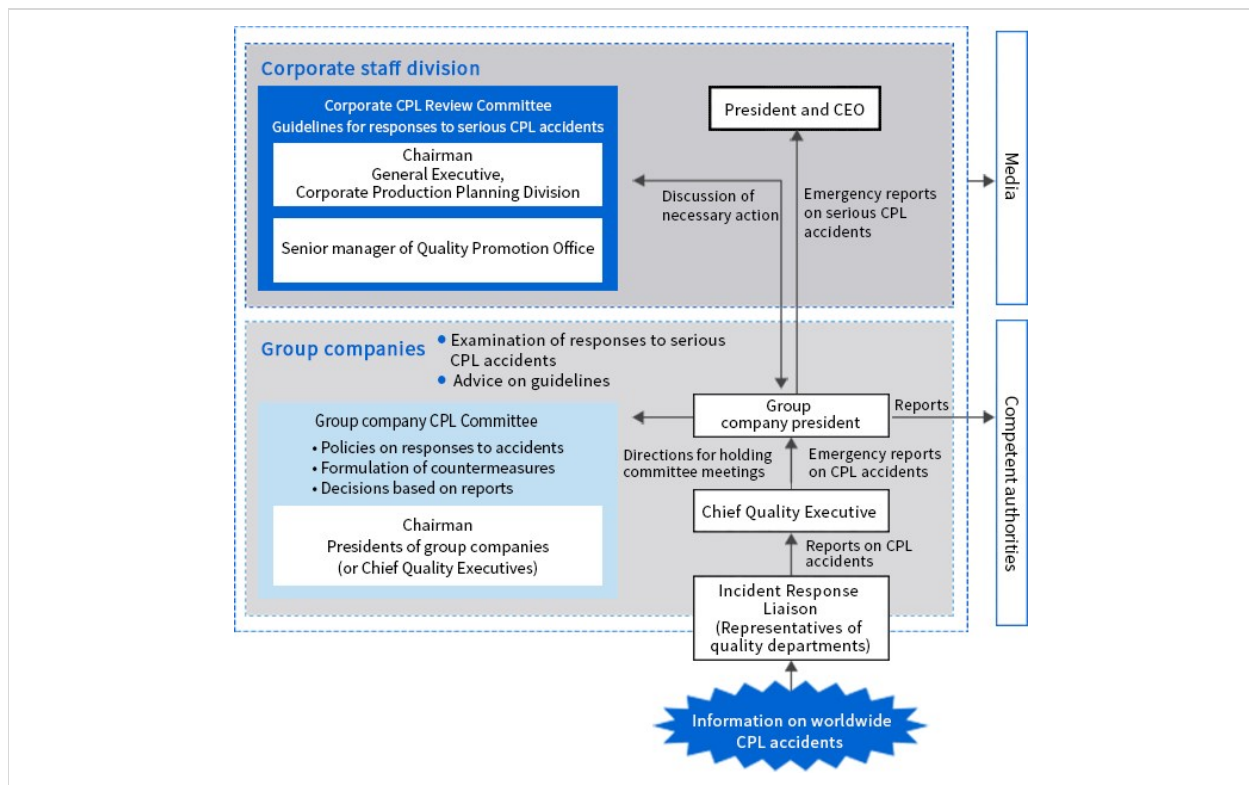 Corporate staff division
Corporate CPL Review Committee
Guidelines for responses to serious CPL accidents
Chairman
General Executive,
Corporate Production Planning Division
Senior manager of Quality Promotion Office
President and CEO
Discussion of
necessary action
Emergency reports
on serious CPL
accidents
Media
Group companies
• Examination of responses to serious
CPL accidents
• Advice on guidelines
Group company CPL Committee
• Policies on responses to accidents
• Formulation of countermeasures
• Decisions based on reports
Chairman
Presidents of group companies
(or Chief Quality Executives)
Group
company president
Reports
Directions for holding
committee meetings
Emergency reports
on CPL accidents
Chief Quality Executive
Reports on CPL
accidents
Incident Response
Liaison
(Representatives of
quality departments)
Competent authorities
Information on worldwide
CPL accidents